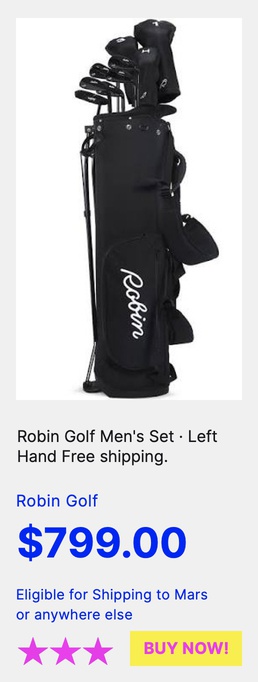 Robin
Robin Golf Men's Set · Left
Hand Free shipping.
Robin Golf
$799.00
Eligible for Shipping to Mars
or anywhere else
BUY NOW!